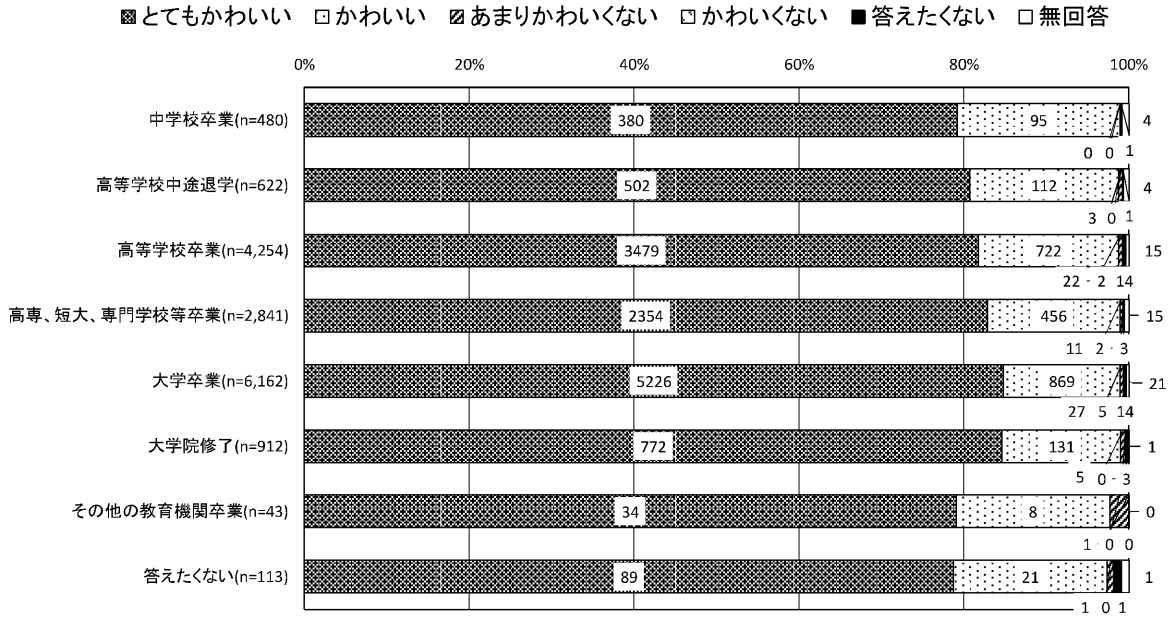 とてもかわいい かわいい あまりかわいくない かわいくない 答えたくない 無回答
0% 20% 40% 60% 80% 100%
中学校卒業(n=480) 380 95 4
0 0 1
高等学校中途退学(n=622) 502 112 4
3 0 1
高等学校卒業(n=4,254) 3479 722 15
22 2 14
高専、短大、専門学校等卒業(n=2,841) 2354 456 15
11 2 3
大学卒業(n=6,162) 5226 869 21
27 5 14
大学院修了(n=912) 772 131 1
5 0 3
その他の教育機関卒業(n=43) 34 8 0
1 0 0
答えたくない(n=113) 89 21 1
1 0 1